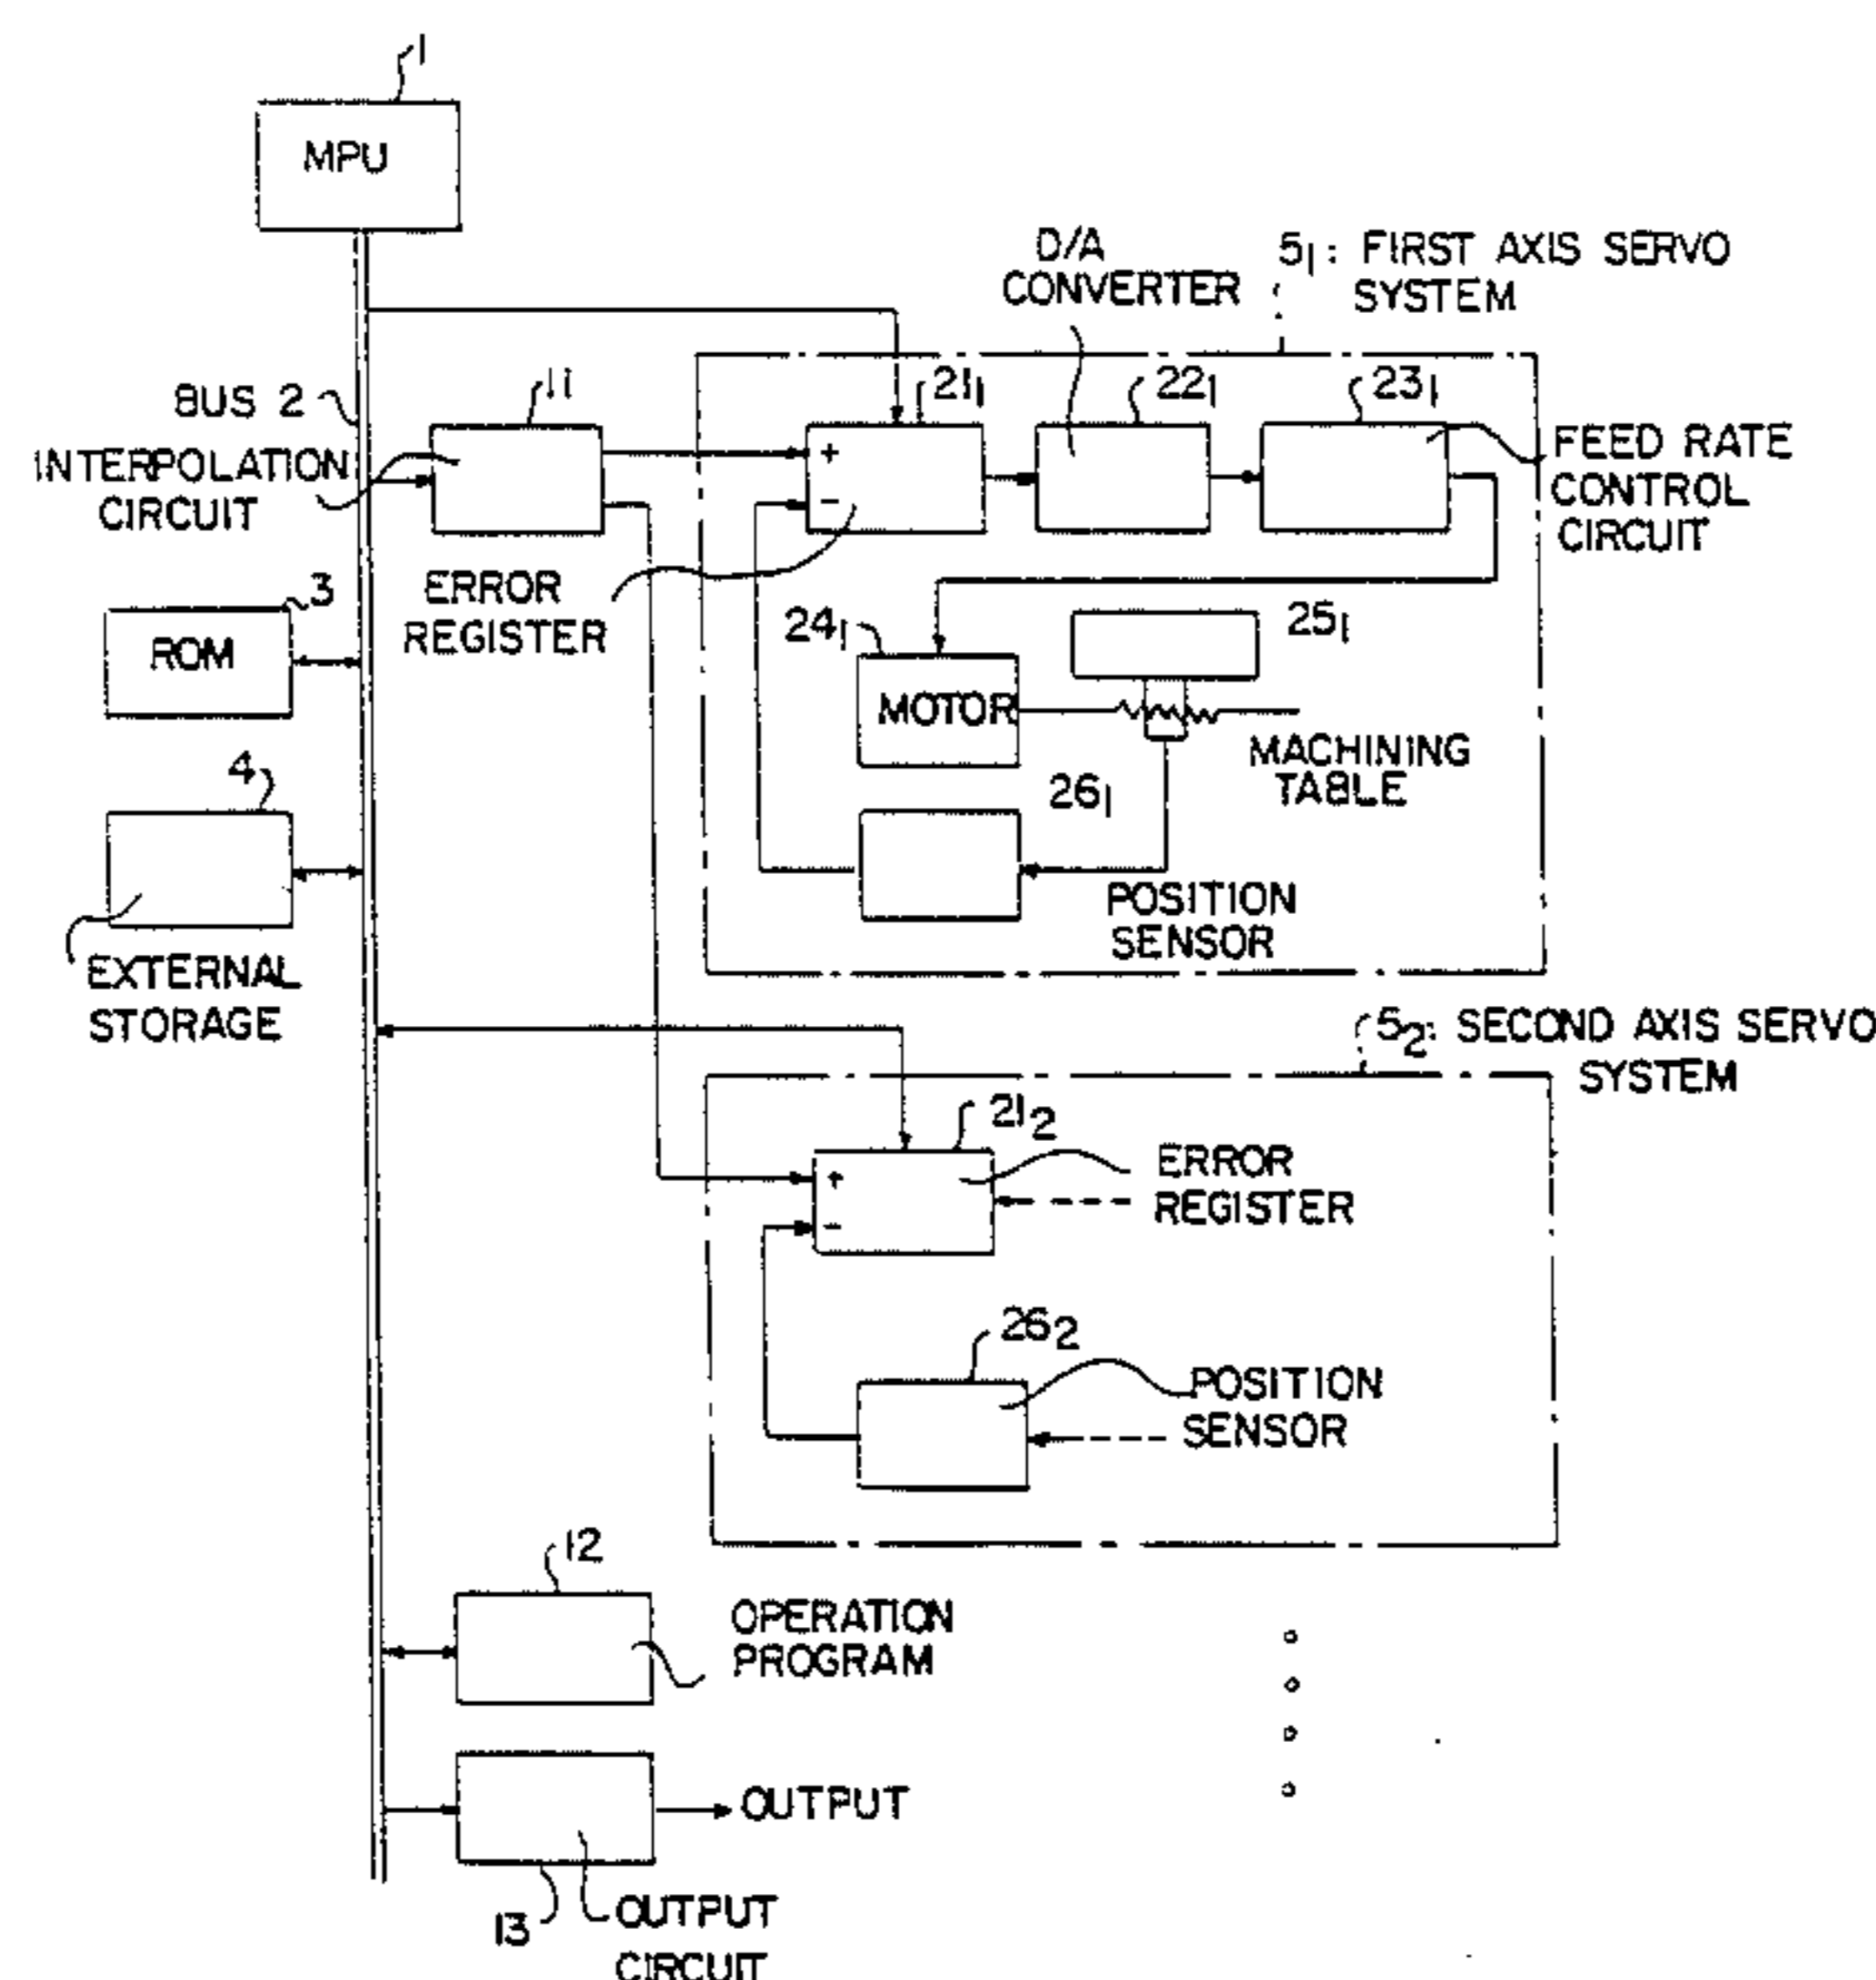 1
MPU
D/A
CONVERTER
5₁: FIRST AXIS SERVO
SYSTEM
BUS 2
11
21₁
22₁
23₁
INTERPOLATION
CIRCUIT
+
−
FEED RATE
CONTROL
CIRCUIT
ERROR
REGISTER
3
ROM
24₁
25₁
MOTOR
MACHINING
TABLE
4
26₁
POSITION
SENSOR
EXTERNAL
STORAGE
5₂: SECOND AXIS SERVO
SYSTEM
21₂
+
−
ERROR
REGISTER
26₂
POSITION
SENSOR
12
OPERATION
PROGRAM
OUTPUT
13
OUTPUT
CIRCUIT